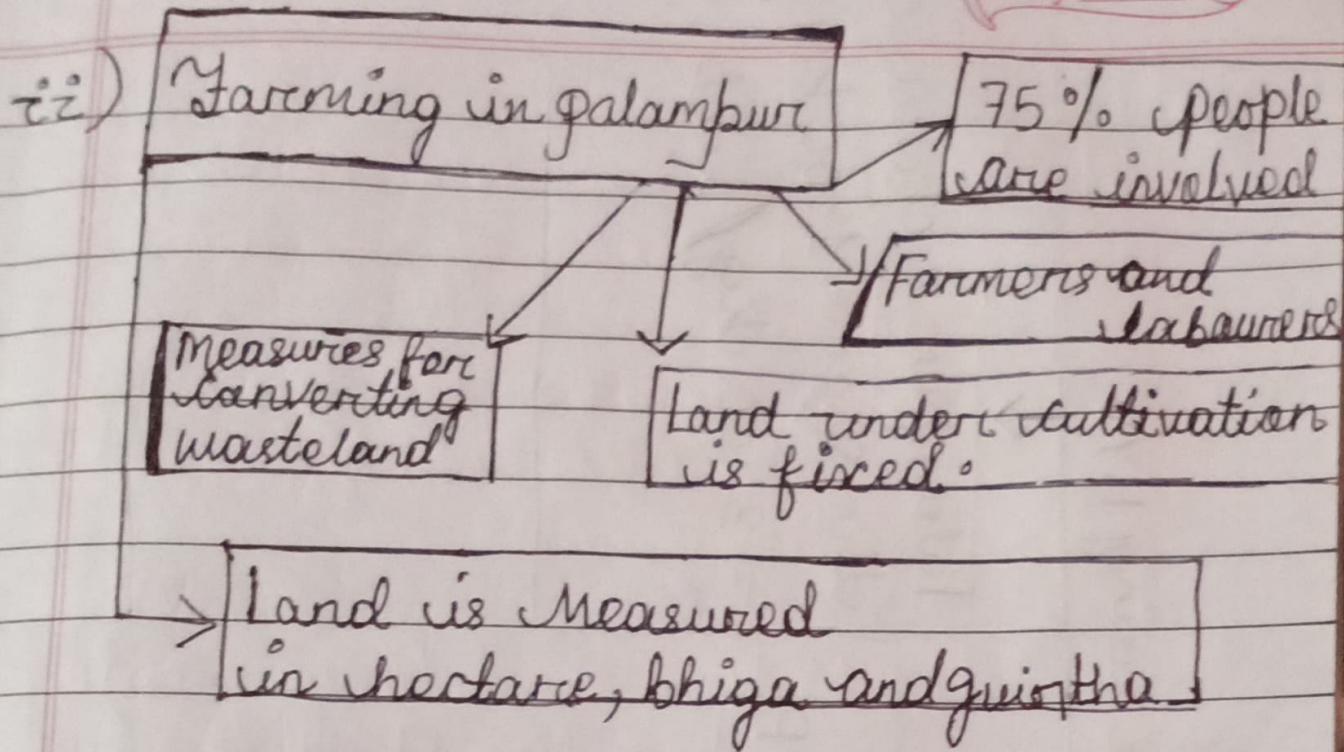 ii) Farming in palampur
75% people
are involved
Farmers and
labourers
Measures for
converting
wasteland
Land under cultivation
is fixed.
Land is Measured
in hectare, bhiga and guintha